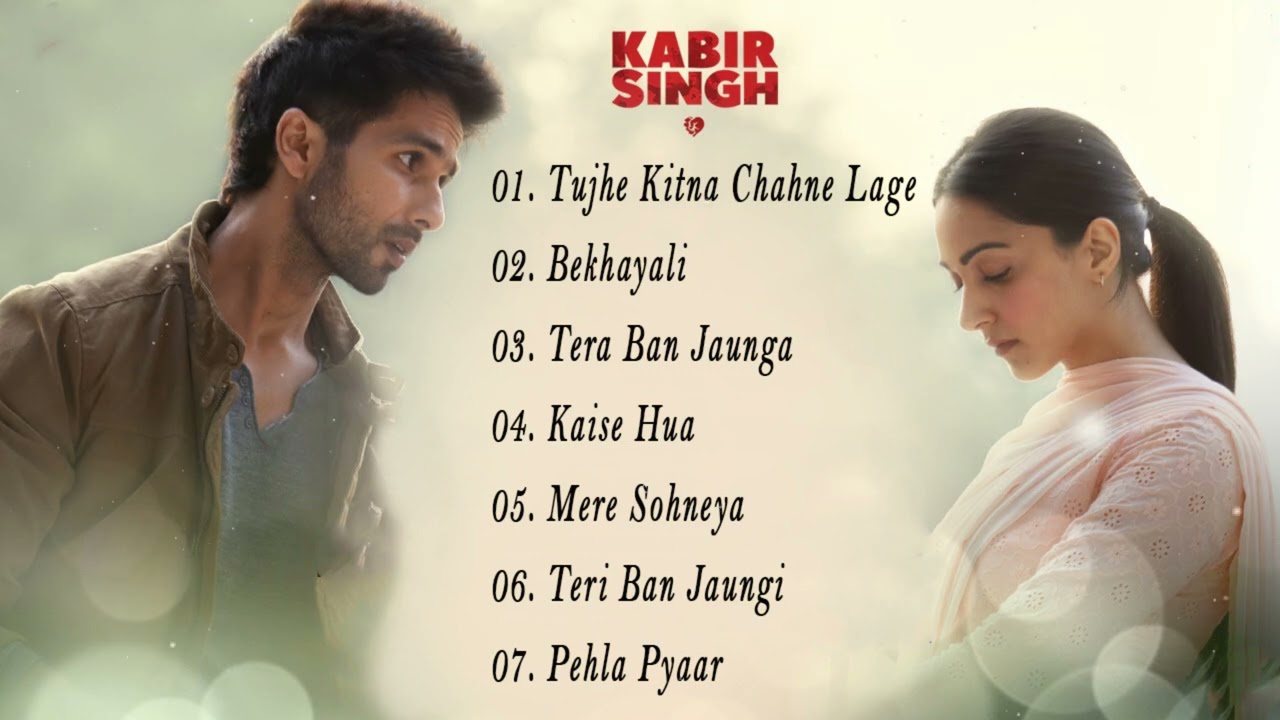 KABIR
SINGH
01. Tujhe Kitna Chahne Lage
02. Bekhayali
03. Tera Ban Jaunga
04. Kaise Hua
05. Mere Sohneya
06. Teri Ban Jaungi
07. Pehla Pyaar